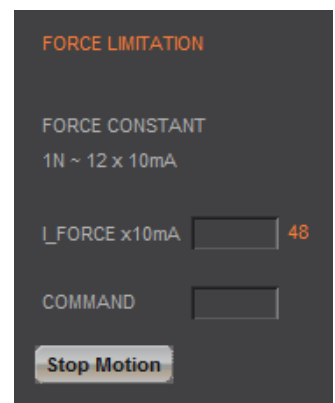 FORCE LIMITATION
FORCE CONSTANT
1N ~ 12 x 10mA
I_FORCE x10mA 48
COMMAND
Stop Motion